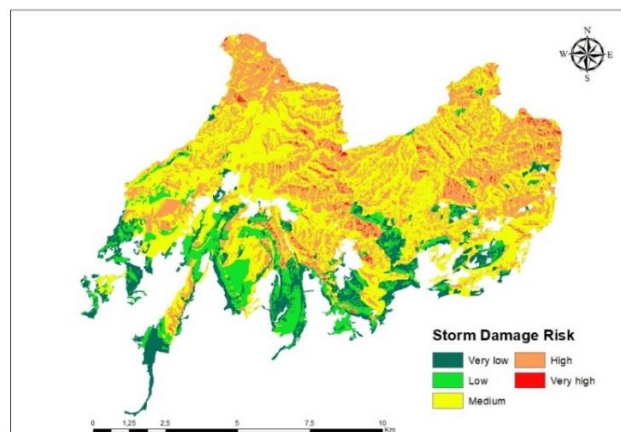 N
W E
S
Storm Damage Risk
Very low High
Low Very high
Medium
0 1,25 2,5 5 7,5 10
Km